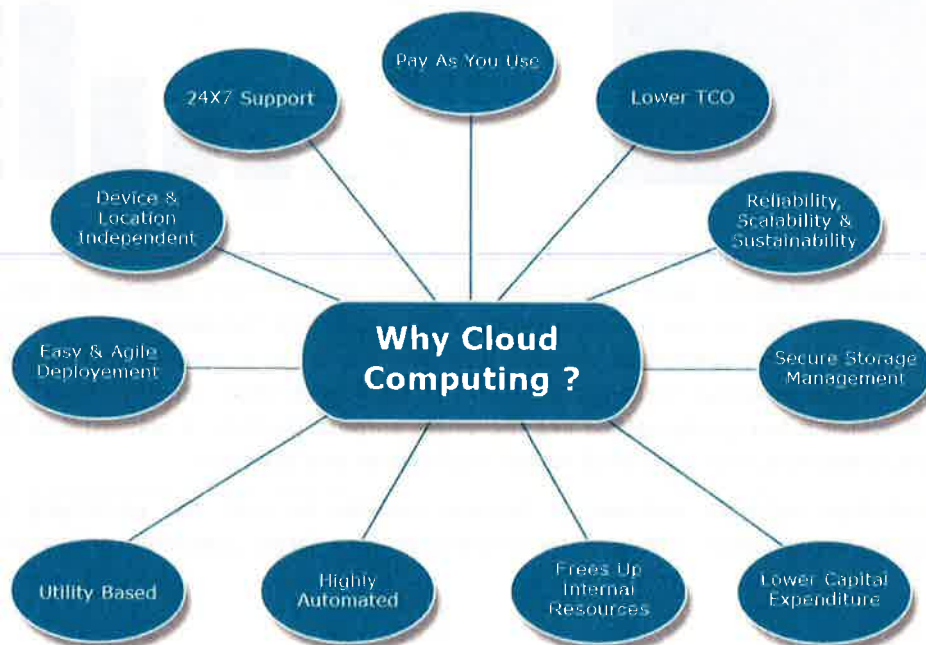 Pay As You Use
24X7 Support
Lower TCO
Device &
Location
Independent
Reliability,
Scalability &
Sustainability
Why Cloud
Computing ?
Easy & Agile
Deployement
Secure Storage
Management
Utility Based
Highly
Automated
Frees Up
Internal
Resources
Lower Capital
Expenditure